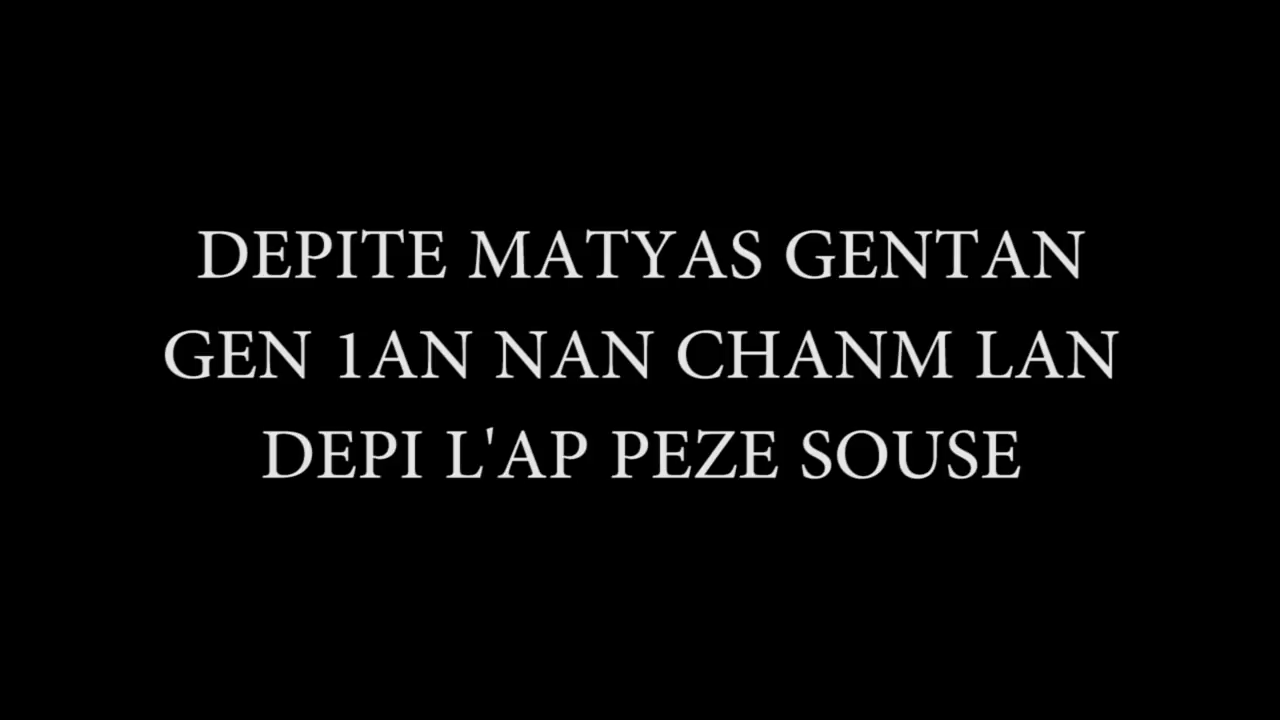 DEPITE MATYAS GENTAN
GEN 1AN NAN CHANM LAN
DEPI L'AP PEZE SOUSE